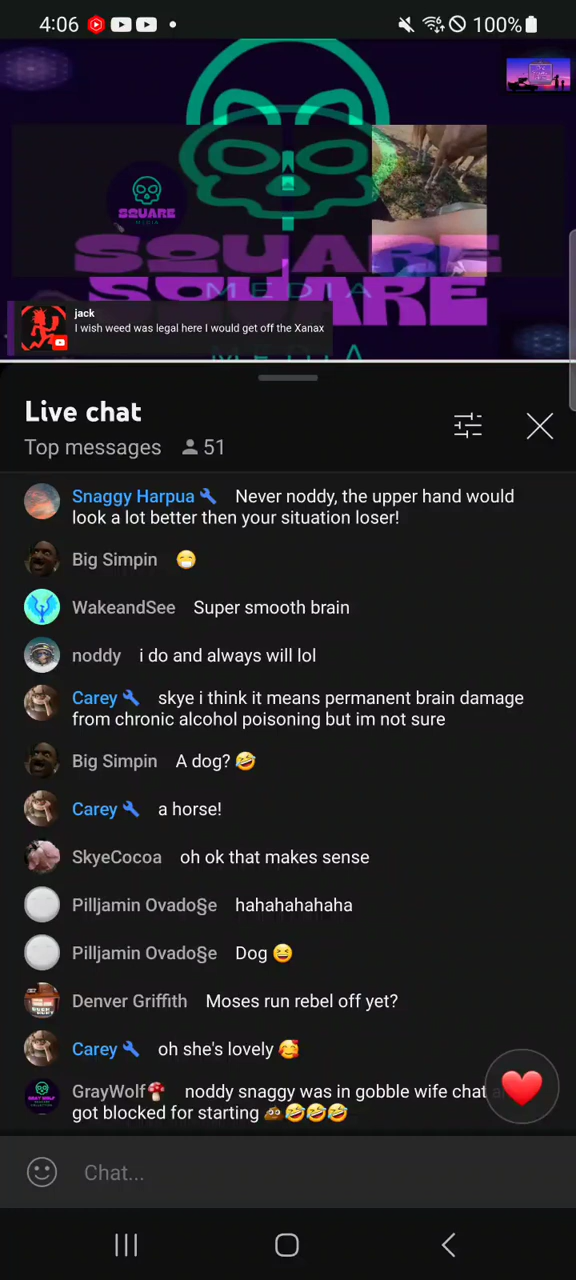 4:06
100%
SQUARE
MEDIA
SQUARE
MEDIA
SQUARE
MEDIA
jack
I wish weed was legal here I would get off the Xanax
Live chat
Top messages 51
Snaggy Harpua Never noddy, the upper hand would
look a lot better then your situation loser!
Big Simpin 😷
WakeandSee Super smooth brain
noddy i do and always will lol
Carey skye i think it means permanent brain damage
from chronic alcohol poisoning but im not sure
Big Simpin A dog? 🤣
Carey a horse!
SkyeCocoa oh ok that makes sense
Pilljamin Ovado§e hahahahahaha
Pilljamin Ovado§e Dog 😆
Denver Griffith Moses run rebel off yet?
Carey oh she's lovely 🥰
GrayWolf🍄 noddy snaggy was in gobble wife chat
got blocked for starting 💩🤣🤣🤣
Chat...